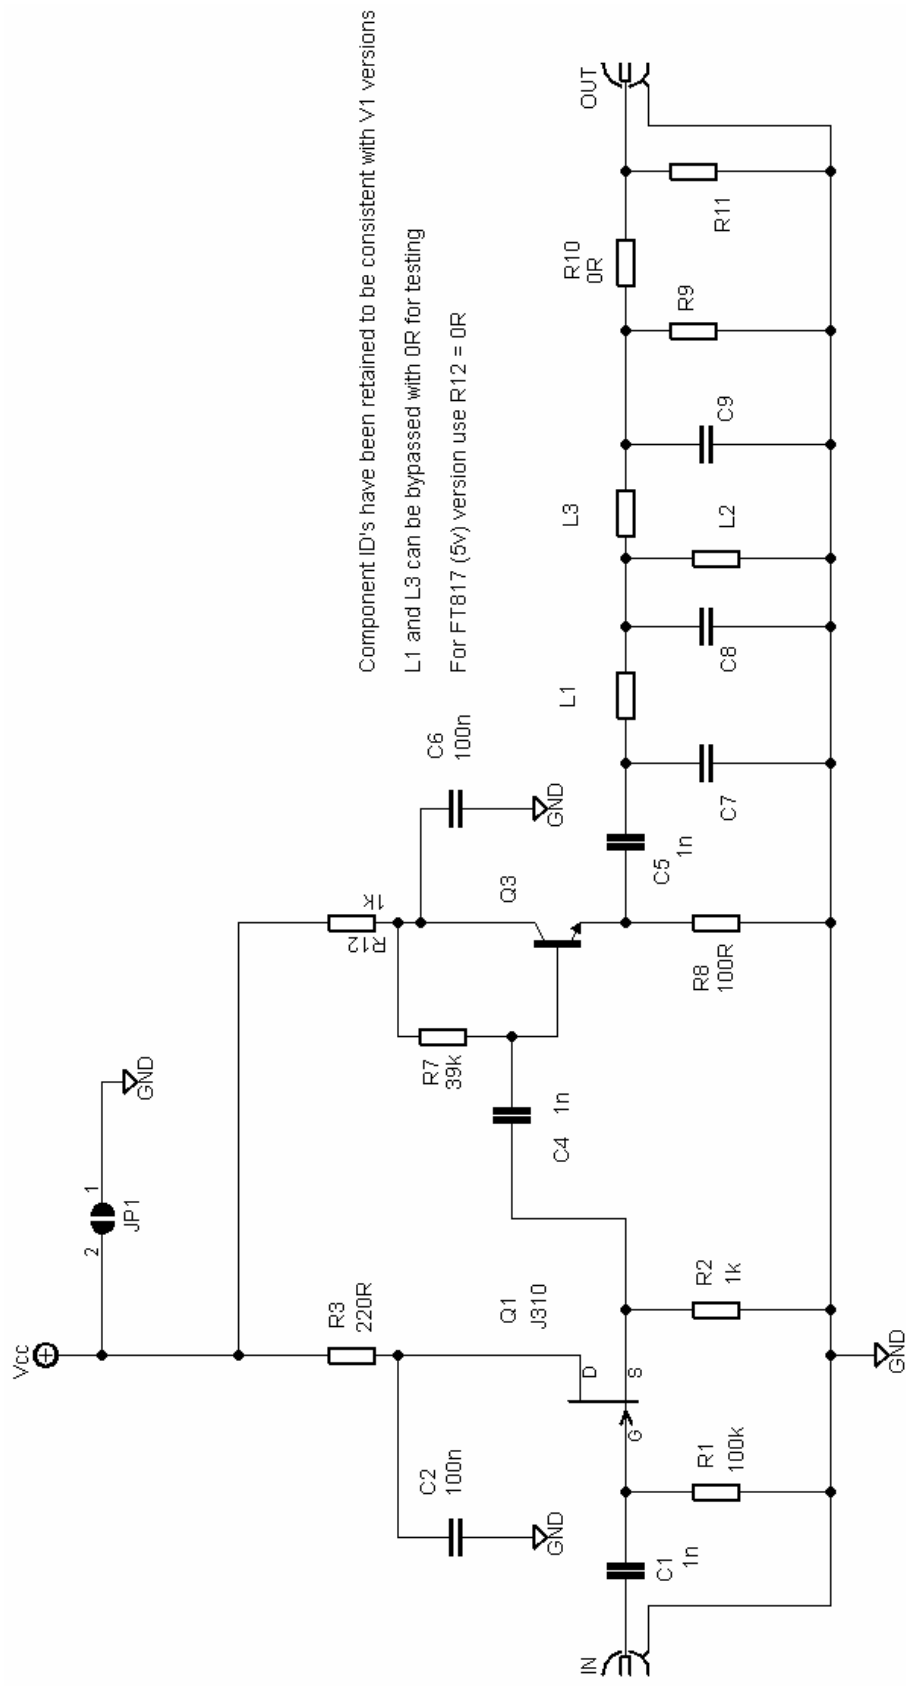 Component ID's have been retained to be consistent with V1 versions
L1 and L3 can be bypassed with 0R for testing
For FT817 (5v) version use R12 = 0R
Vcc
2
1
JP1
GND
R3
220R
R12
1k
C2
100n
GND
R7
39k
C6
100n
GND
Q1
J310
D
S
G
C4
1n
Q3
IN
C1
1n
R1
100k
R2
1k
R8
100R
C5
1n
C7
L1
C8
L2
L3
C9
R9
R10
0R
R11
OUT
GND